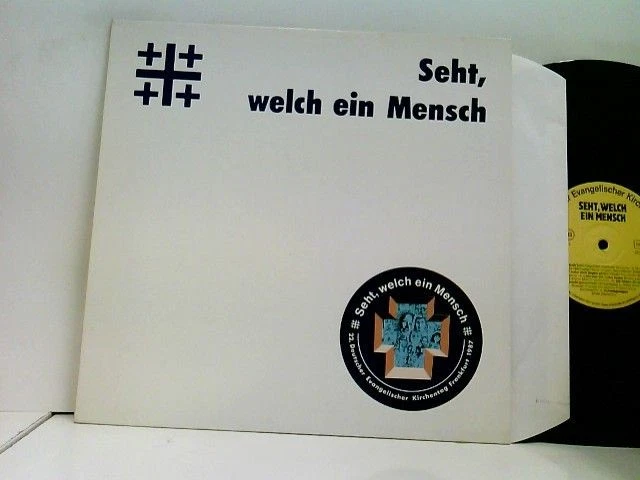 Seht,
welch ein Mensch
Seht, welch ein Mensch
22. Deutscher Evangelischer Kirchentag Frankfurt 1987
Evangelischer Kirch
SEHT, WELCH
EIN MENSCH